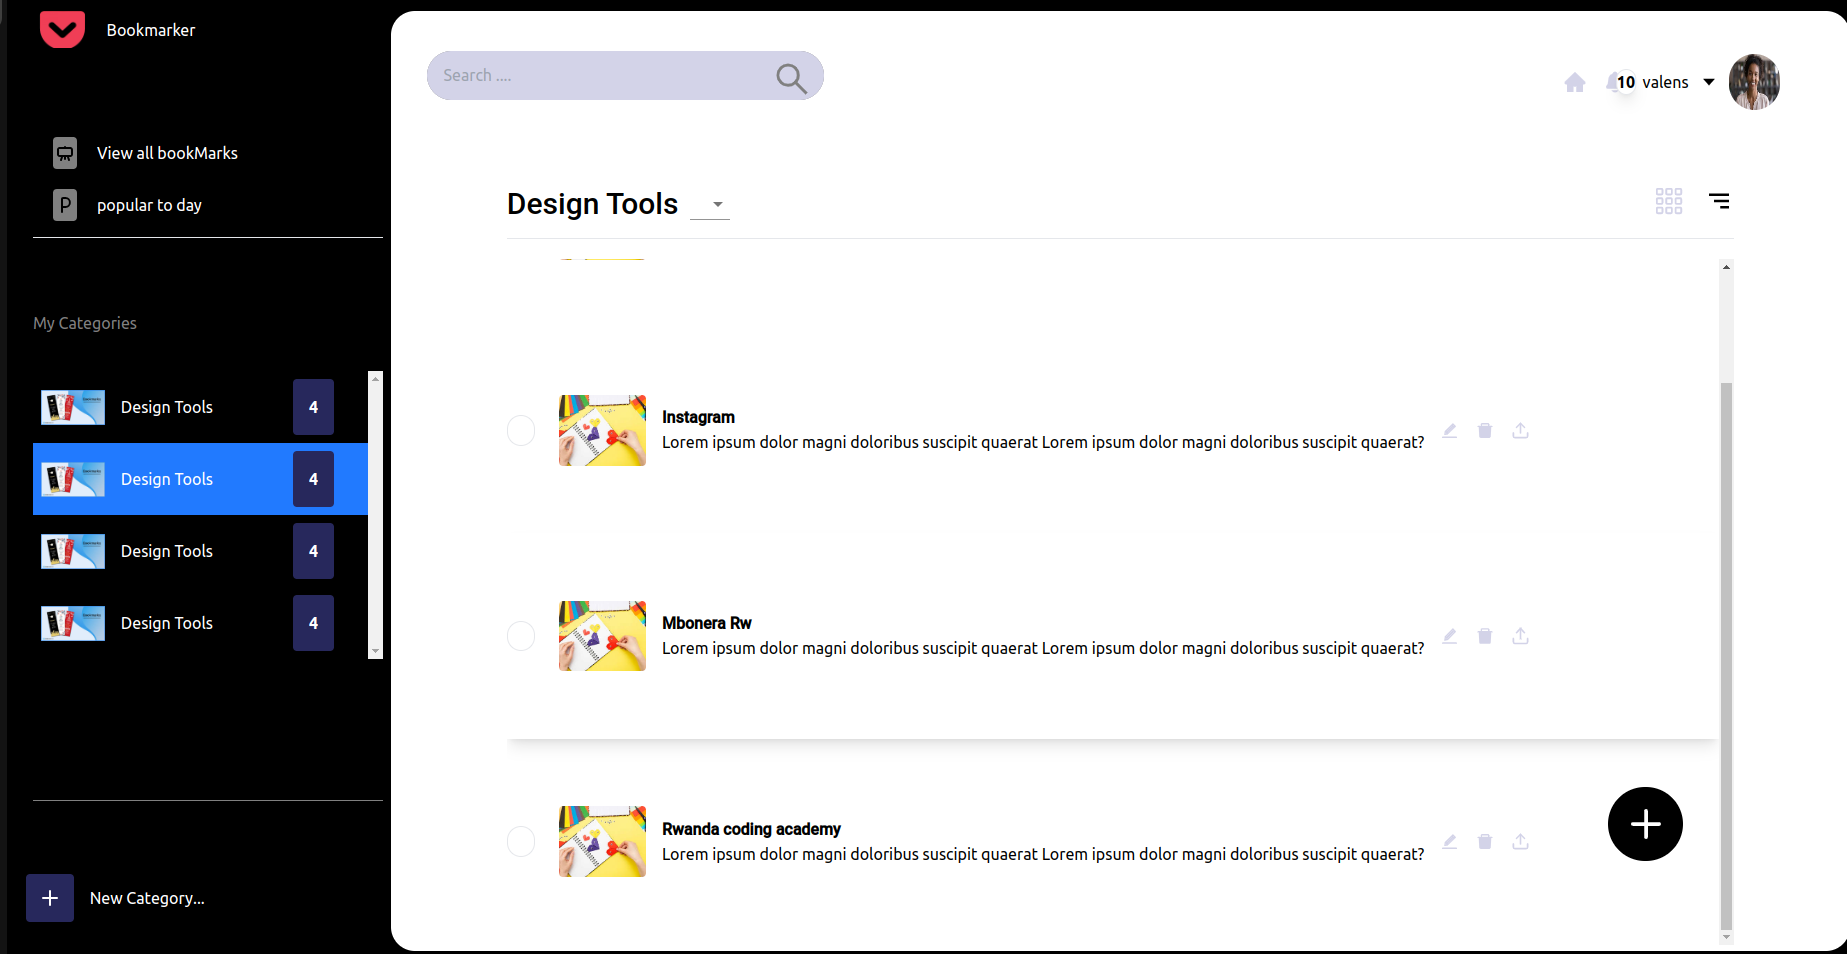 Bookmarker
Search ....
10 valens
View all bookMarks
P popular to day
Design Tools
My Categories
Design Tools 4
Design Tools 4
Design Tools 4
Design Tools 4
Instagram
Lorem ipsum dolor magni doloribus suscipit quaerat Lorem ipsum dolor magni doloribus suscipit quaerat?
Mbonera Rw
Lorem ipsum dolor magni doloribus suscipit quaerat Lorem ipsum dolor magni doloribus suscipit quaerat?
Rwanda coding academy
Lorem ipsum dolor magni doloribus suscipit quaerat Lorem ipsum dolor magni doloribus suscipit quaerat?
New Category...